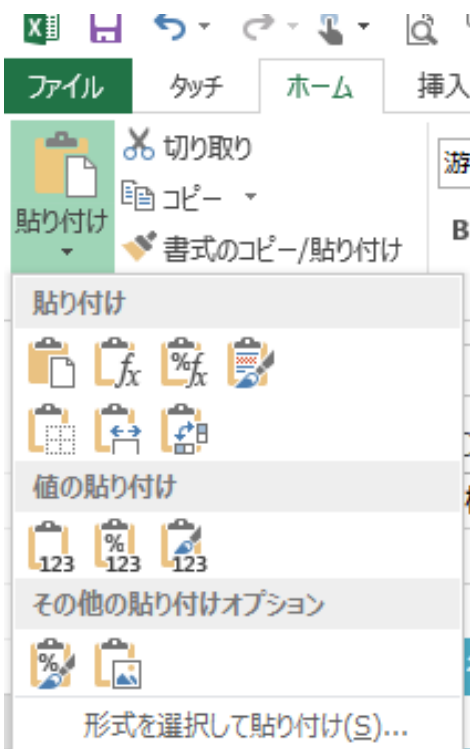 ファイル タッチ ホーム 挿入
切り取り
コピー
貼り付け
書式のコピー/貼り付け
B
貼り付け
fx %fx
値の貼り付け
123 %123 123
その他の貼り付けオプション
%
形式を選択して貼り付け(S)...